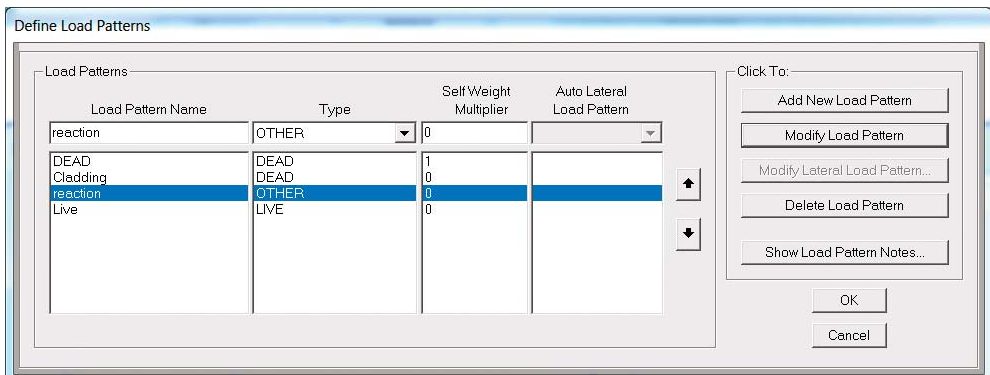 Define Load Patterns
Load Patterns
Load Pattern Name Type Self Weight Multiplier Auto Lateral Load Pattern
reaction OTHER 0
DEAD DEAD 1
Cladding DEAD 0
reaction OTHER 0
Live LIVE 0
Click To:
Add New Load Pattern
Modify Load Pattern
Modify Lateral Load Pattern...
Delete Load Pattern
Show Load Pattern Notes...
OK
Cancel